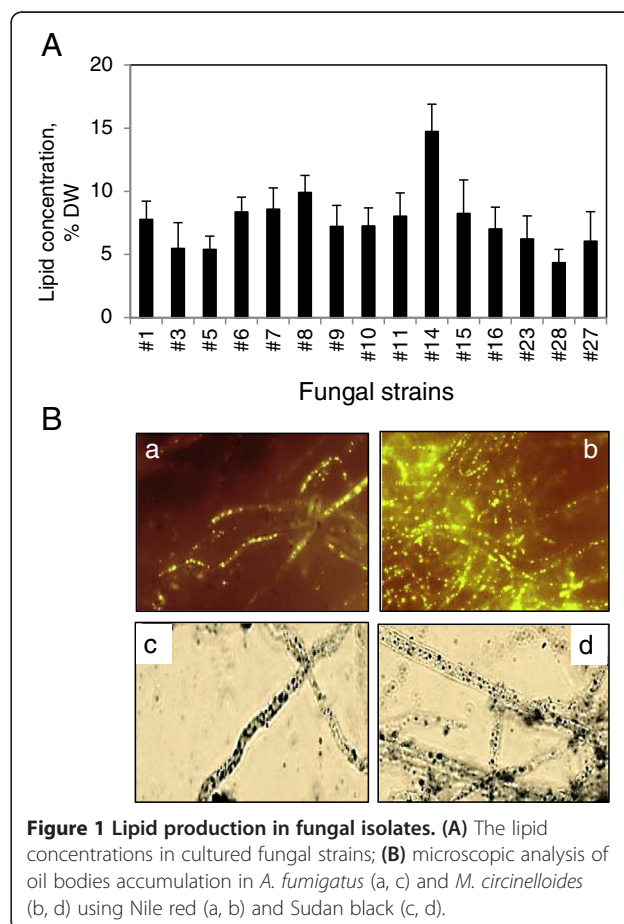 A
20
15
10
5
0
Lipid concentration,
% DW
#1
#3
#5
#6
#7
#8
#9
#10
#11
#14
#15
#16
#23
#28
#27
Fungal strains
B
a
b
c
d
Figure 1 Lipid production in fungal isolates. (A) The lipid
concentrations in cultured fungal strains; (B) microscopic analysis of
oil bodies accumulation in A. fumigatus (a, c) and M. circinelloides
(b, d) using Nile red (a, b) and Sudan black (c, d).